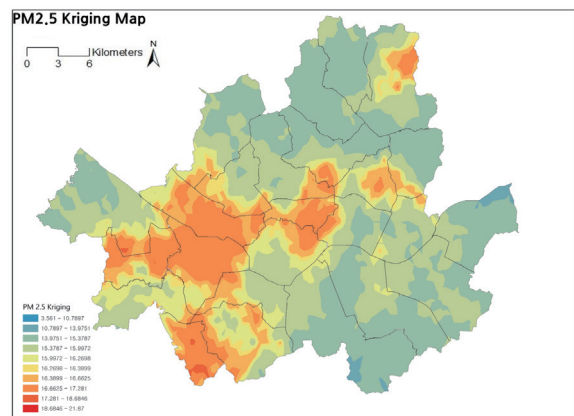 PM2.5 Kriging Map
N
Kilometers
0 3 6
PM 2.5 Kriging
3.561 ~ 10.7897
10.7897 ~ 13.9751
13.9751 ~ 15.3787
15.3787 ~ 15.9972
15.9972 ~ 16.2698
16.2698 ~ 16.3899
16.3899 ~ 16.6625
16.6625 ~ 17.281
17.281 ~ 18.6846
18.6846 ~ 21.87